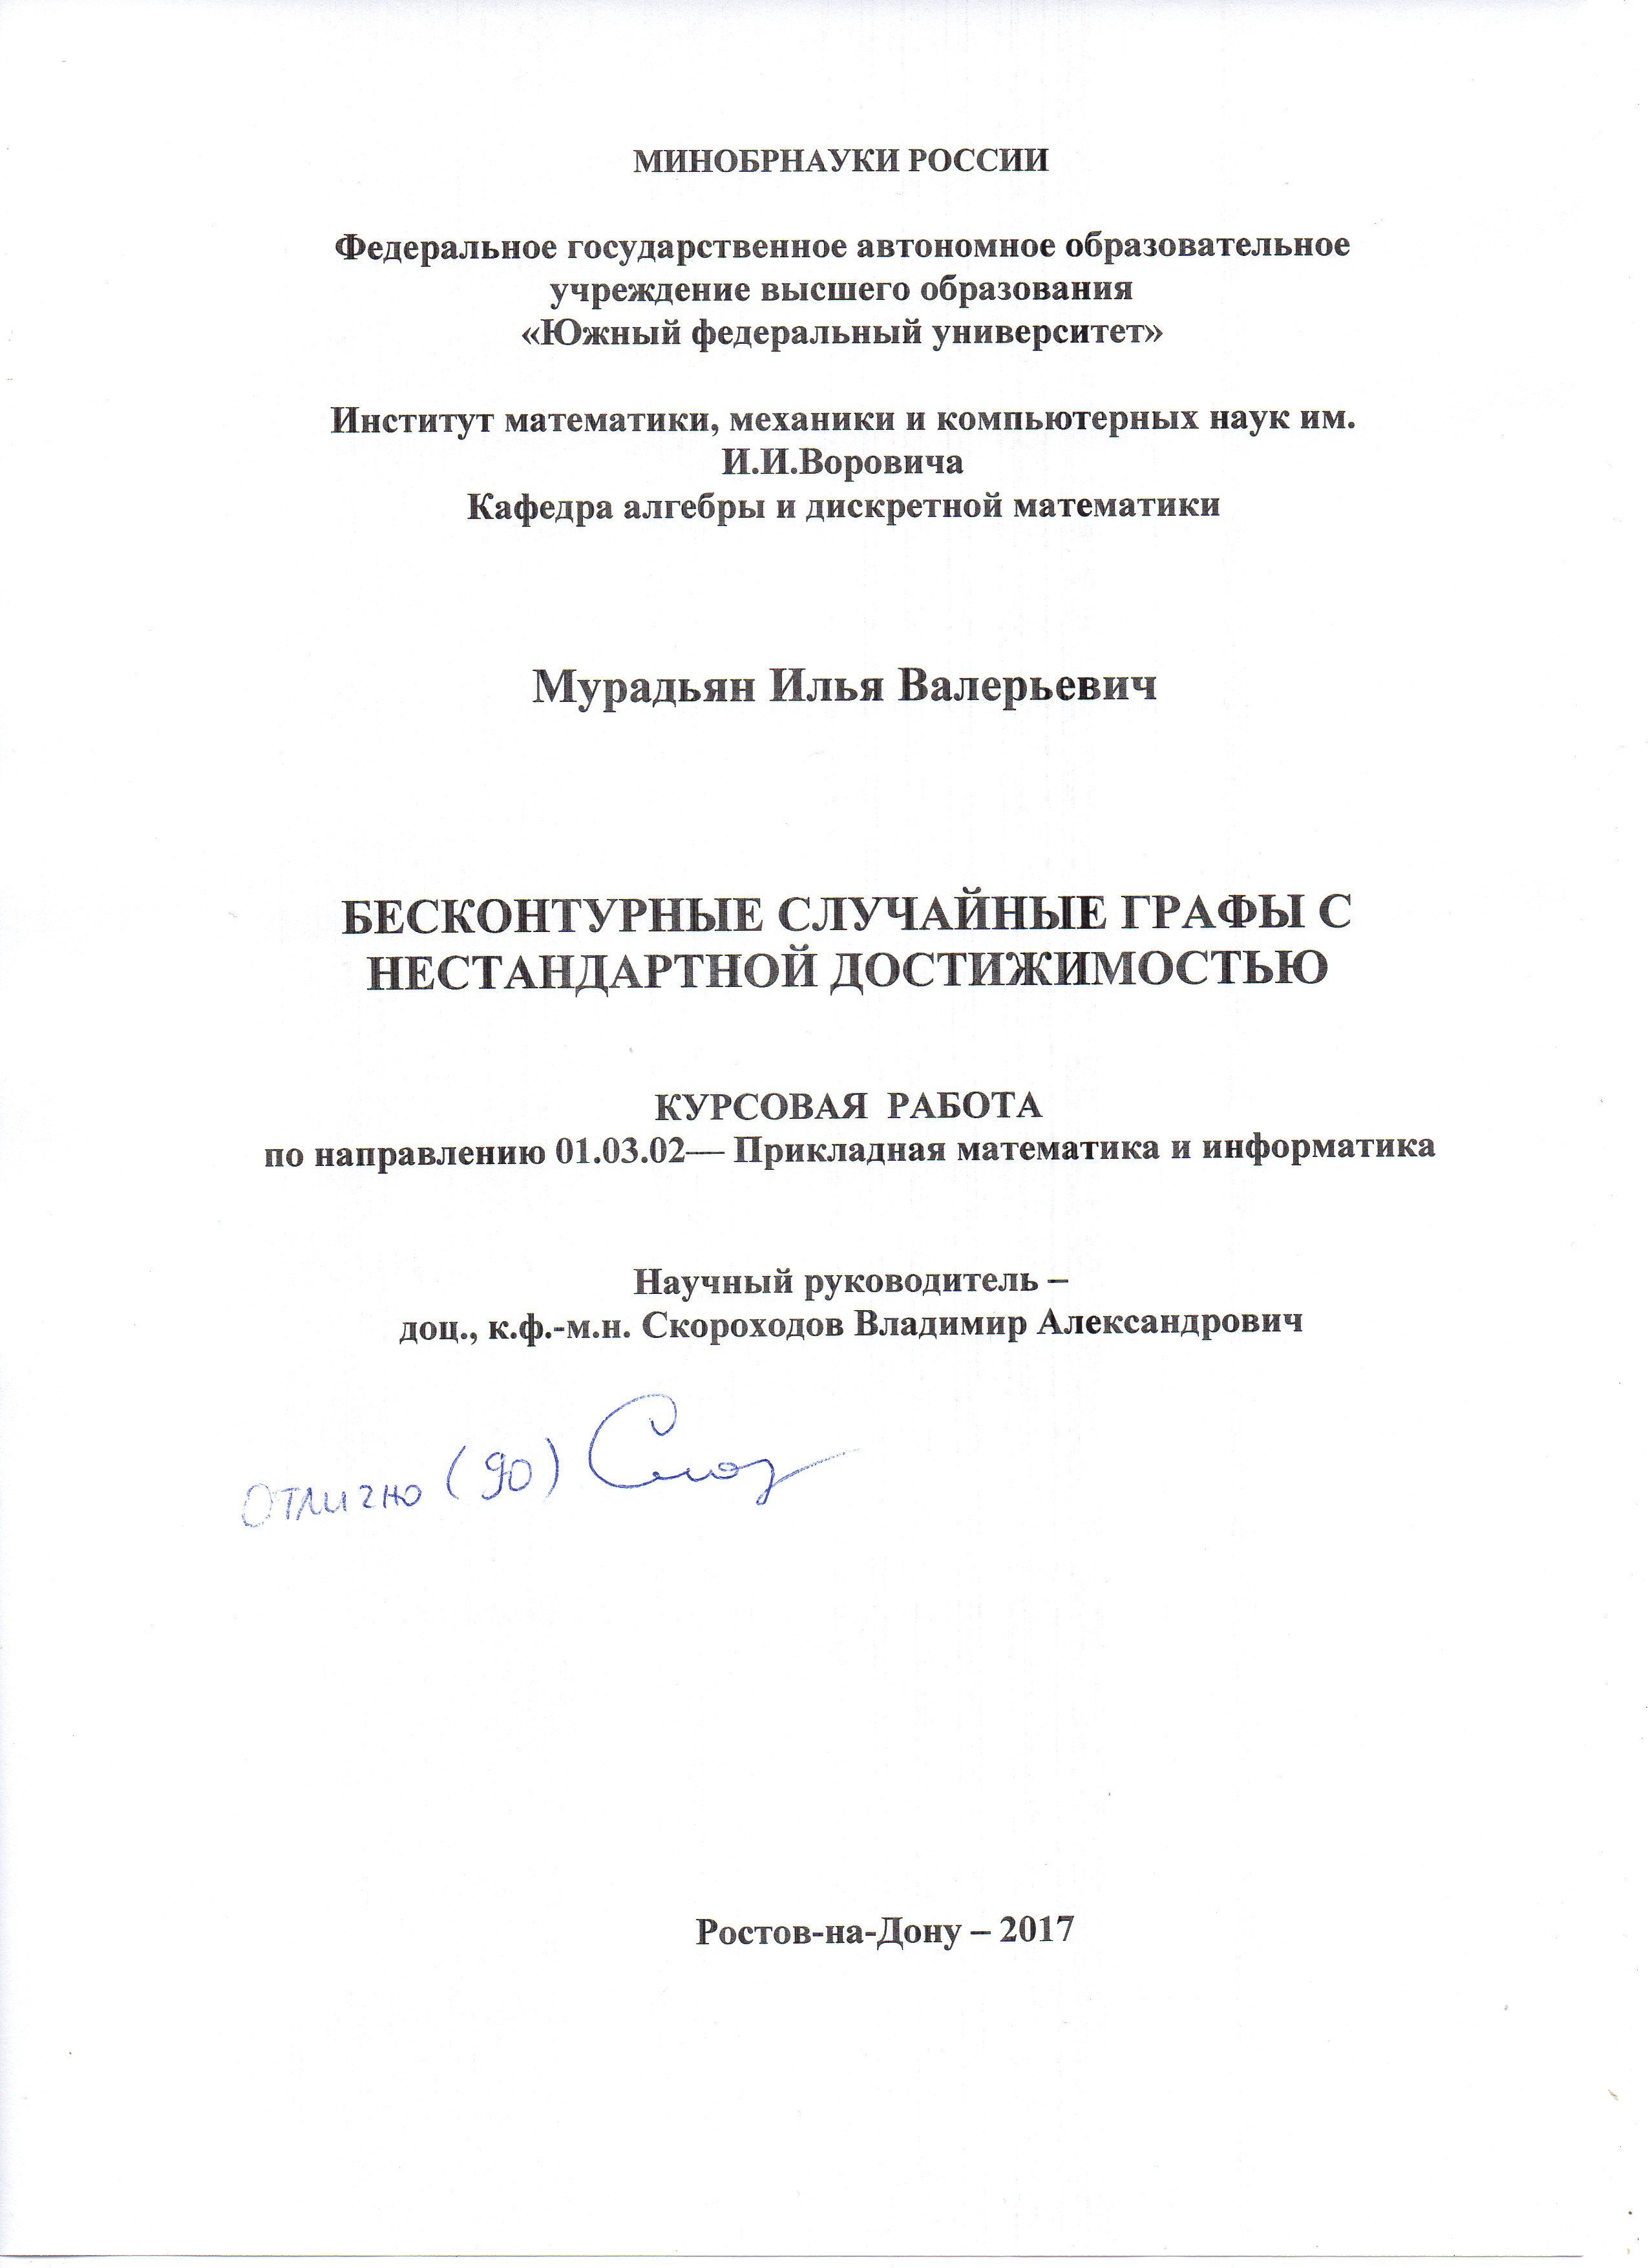 МИНОБРНАУКИ РОССИИ
Федеральное государственное автономное образовательное
учреждение высшего образования
«Южный федеральный университет»
Институт математики, механики и компьютерных наук им.
И.И.Воровича
Кафедра алгебры и дискретной математики
Мурадьян Илья Валерьевич
БЕСКОНТУРНЫЕ СЛУЧАЙНЫЕ ГРАФЫ С
НЕСТАНДАРТНОЙ ДОСТИЖИМОСТЬЮ
КУРСОВАЯ РАБОТА
по направлению 01.03.02— Прикладная математика и информатика
Научный руководитель –
доц., к.ф.-м.н. Скороходов Владимир Александрович
отлично (90)
Ростов-на-Дону – 2017